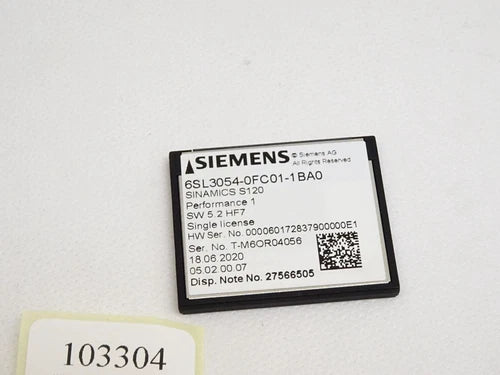 SIEMENS © Siemens AG
All Rights Reserved
6SL3054-0FC01-1BA0
SINAMICS S120
Performance 1
SW 5.2 HF7
Single license
HW Ser. No. 000060172837900000E1
Ser. No. T-M6OR04056
18.06.2020
05.02.00.07
Disp. Note No. 27566505
103304